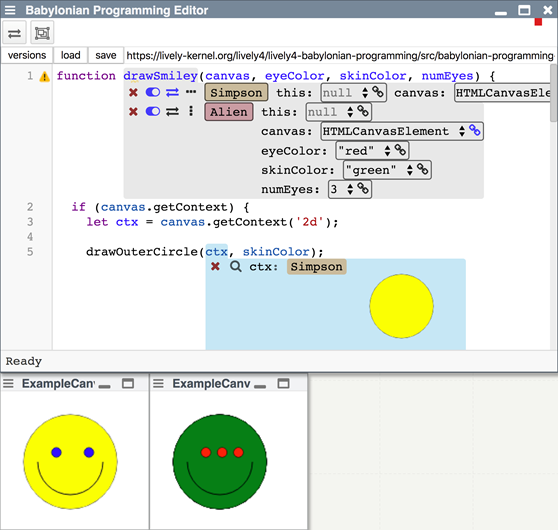 Babylonian Programming Editor
versions load save https://lively-kernel.org/lively4/lively4-babylonian-programming/src/babylonian-programming
1 function drawSmiley(canvas, eyeColor, skinColor, numEyes) {
Simpson this: null canvas: HTMLCanvasEle
Alien this: null
canvas: HTMLCanvasElement
eyeColor: "red"
skinColor: "green"
numEyes: 3
2 if (canvas.getContext) {
3 let ctx = canvas.getContext('2d');
4
5 drawOuterCircle(ctx, skinColor);
ctx: Simpson
Ready
ExampleCanv ExampleCanv